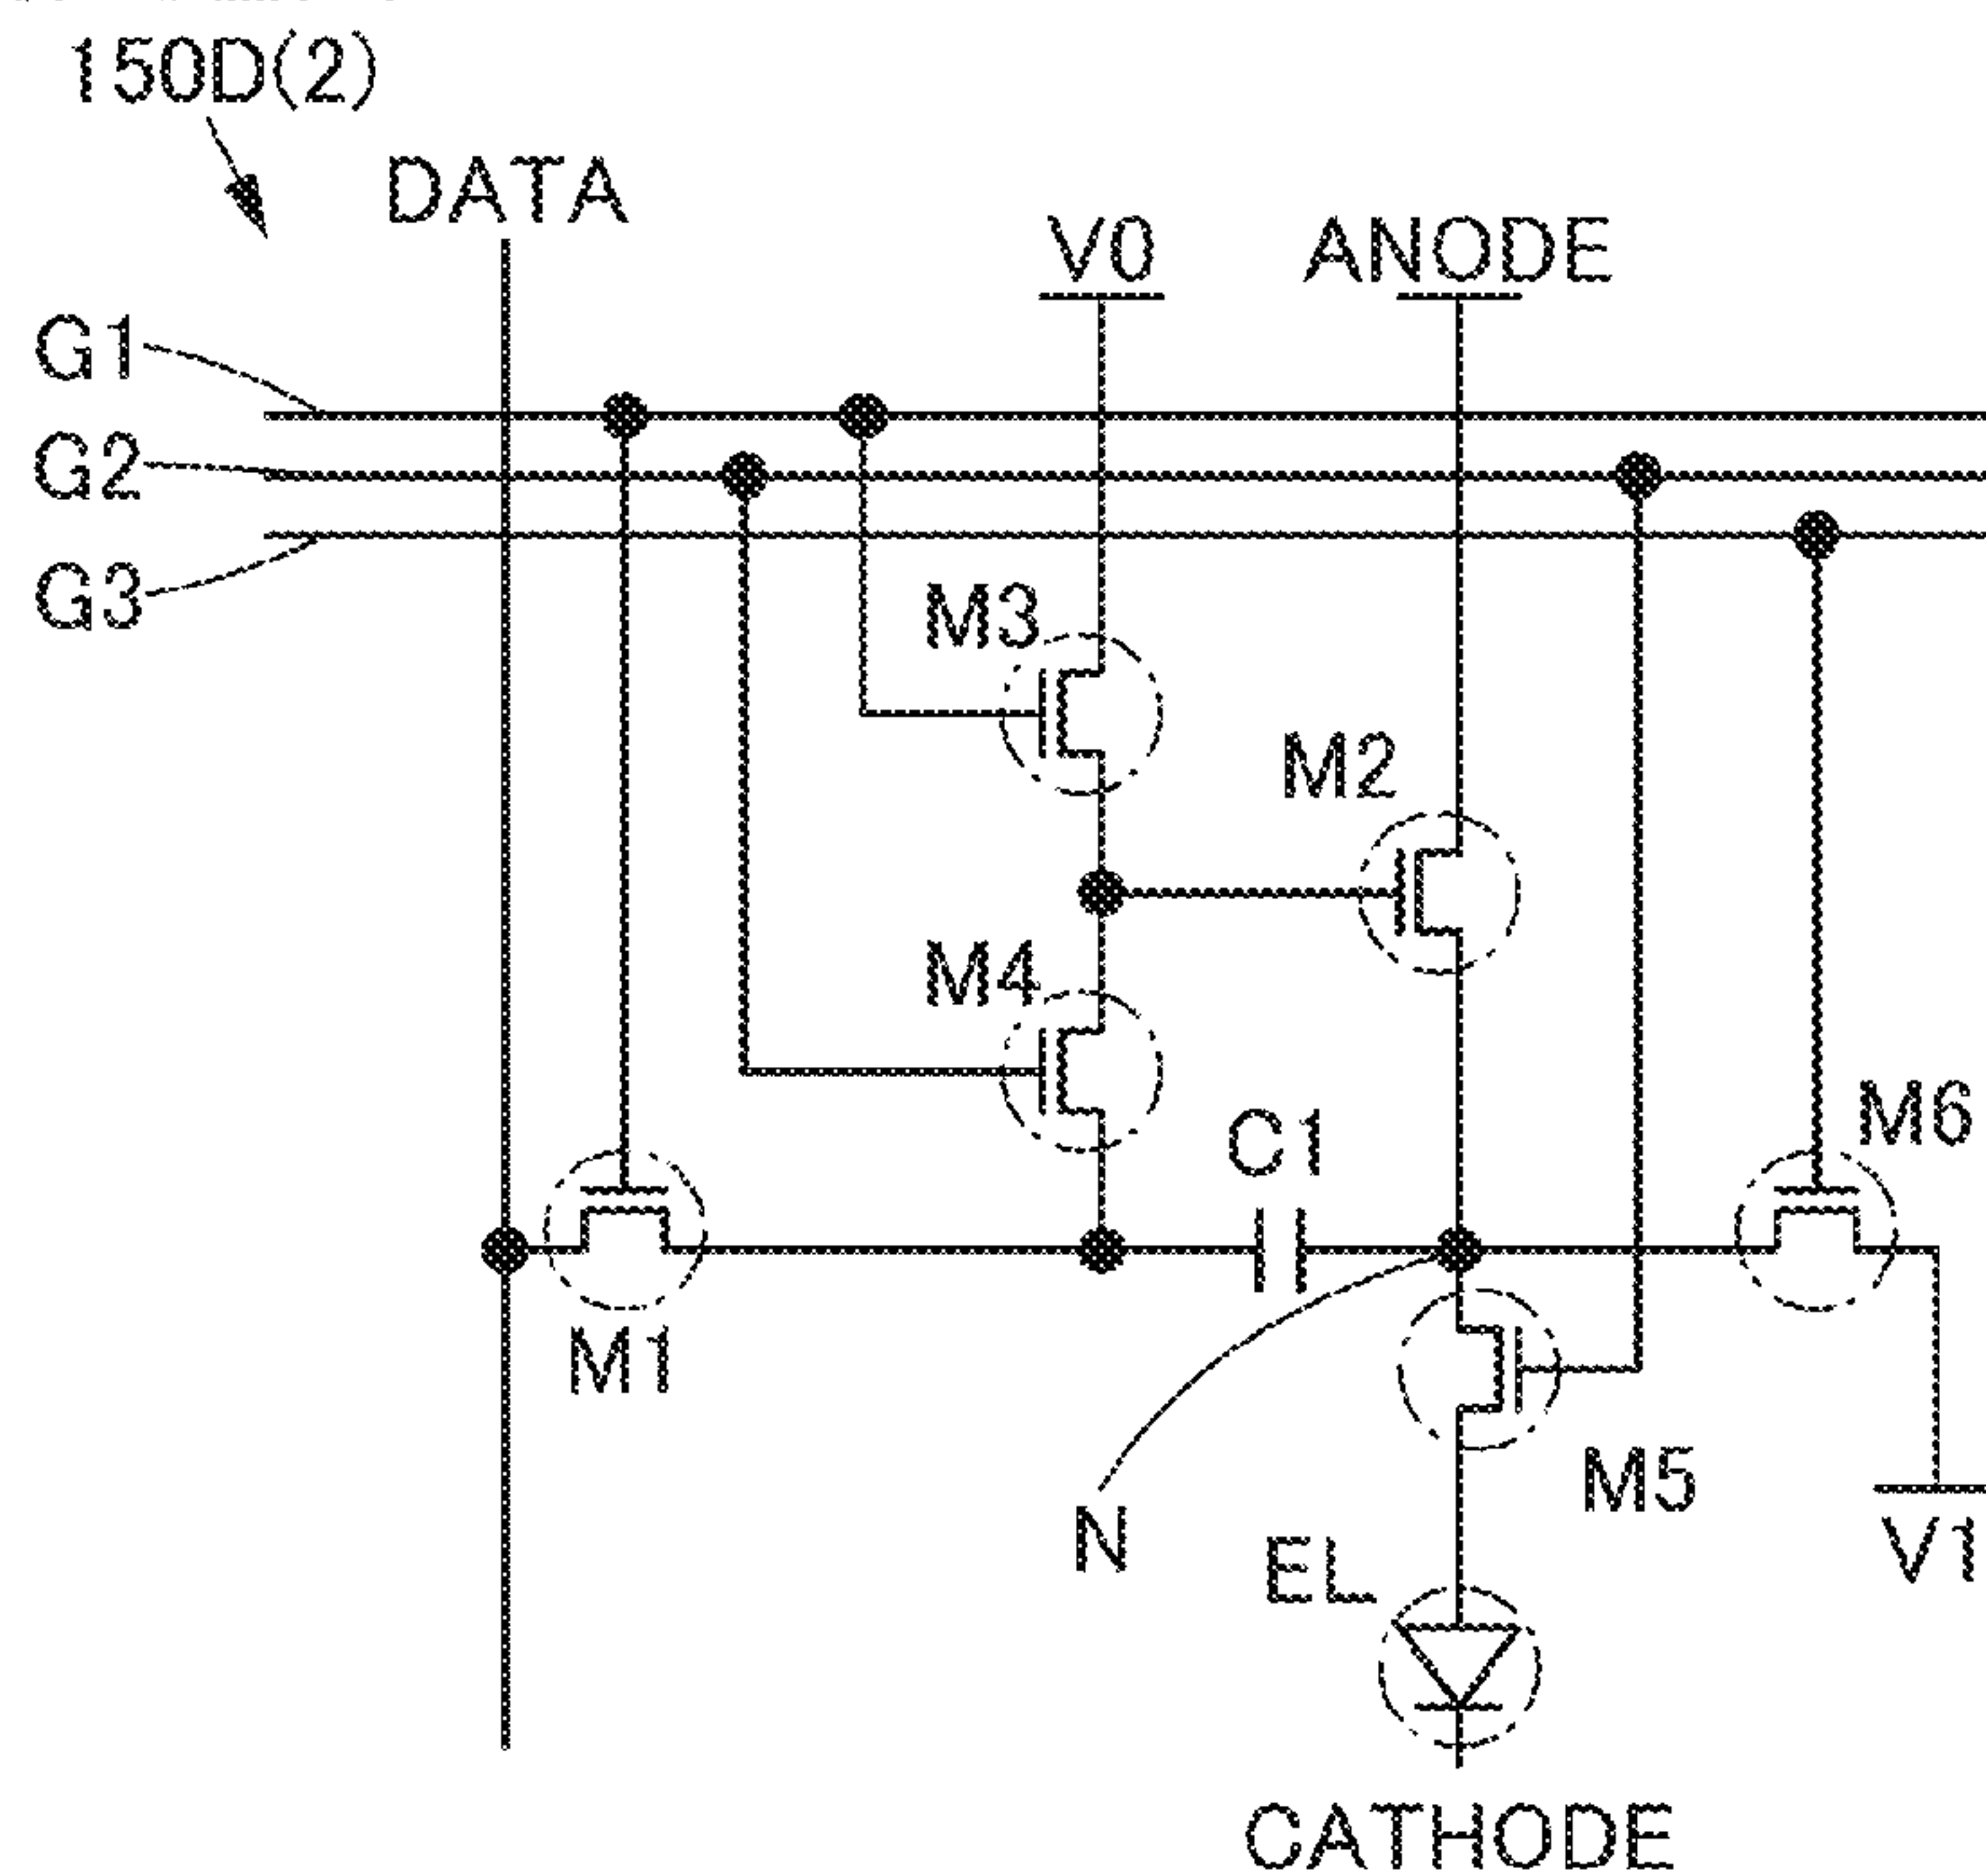 150D(2)
DATA
V0
ANODE
G1
G2
G3
M3
M2
M4
C1
M6
M1
M5
N
EL
V1
CATHODE